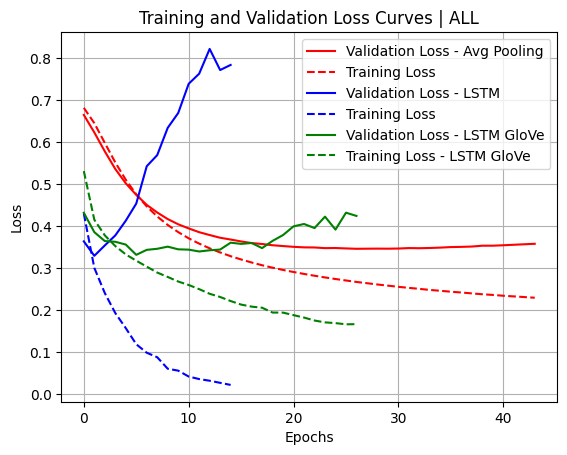 Training and Validation Loss Curves | ALL
Validation Loss - Avg Pooling
Training Loss
Validation Loss - LSTM
Training Loss
Validation Loss - LSTM GloVe
Training Loss - LSTM GloVe
Loss
0.8
0.7
0.6
0.5
0.4
0.3
0.2
0.1
0.0
0 10 20 30 40
Epochs